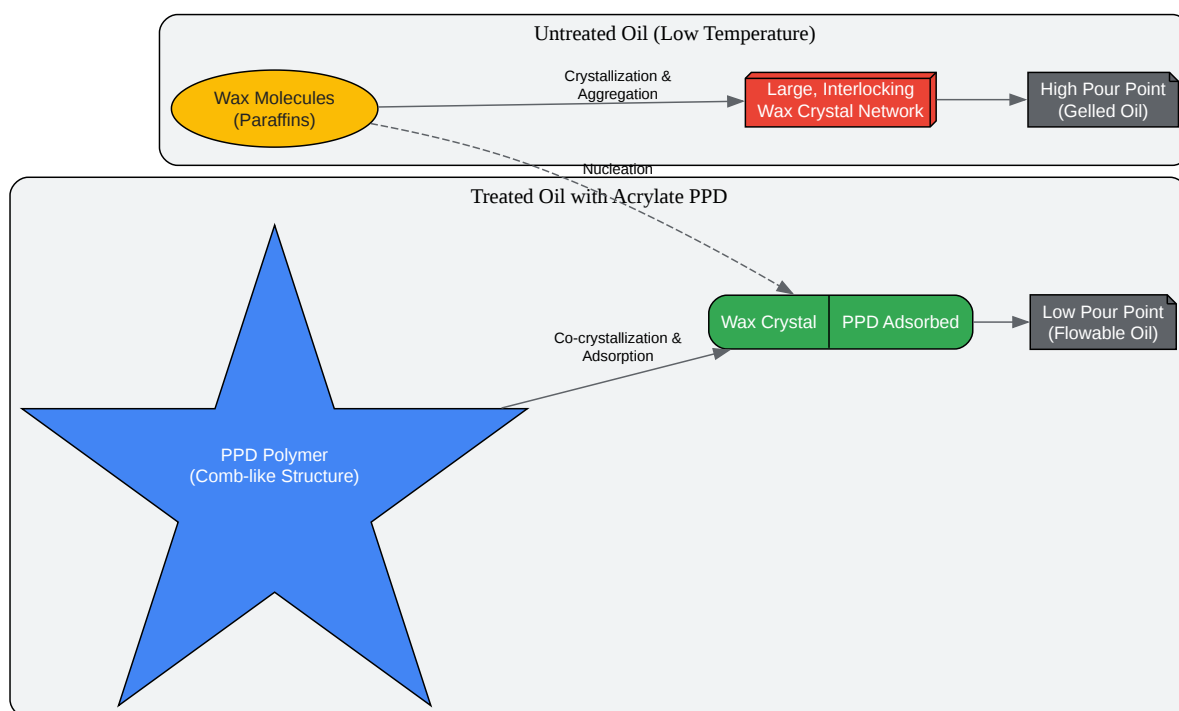 Untreated Oil (Low Temperature)
Wax Molecules
(Paraffins)
Crystallization &
Aggregation
Large, Interlocking
Wax Crystal Network
High Pour Point
(Gelled Oil)
Nucleation
Treated Oil with Acrylate PPD
PPD Polymer
(Comb-like Structure)
Co-crystallization &
Adsorption
Wax Crystal
PPD Adsorbed
Low Pour Point
(Flowable Oil)